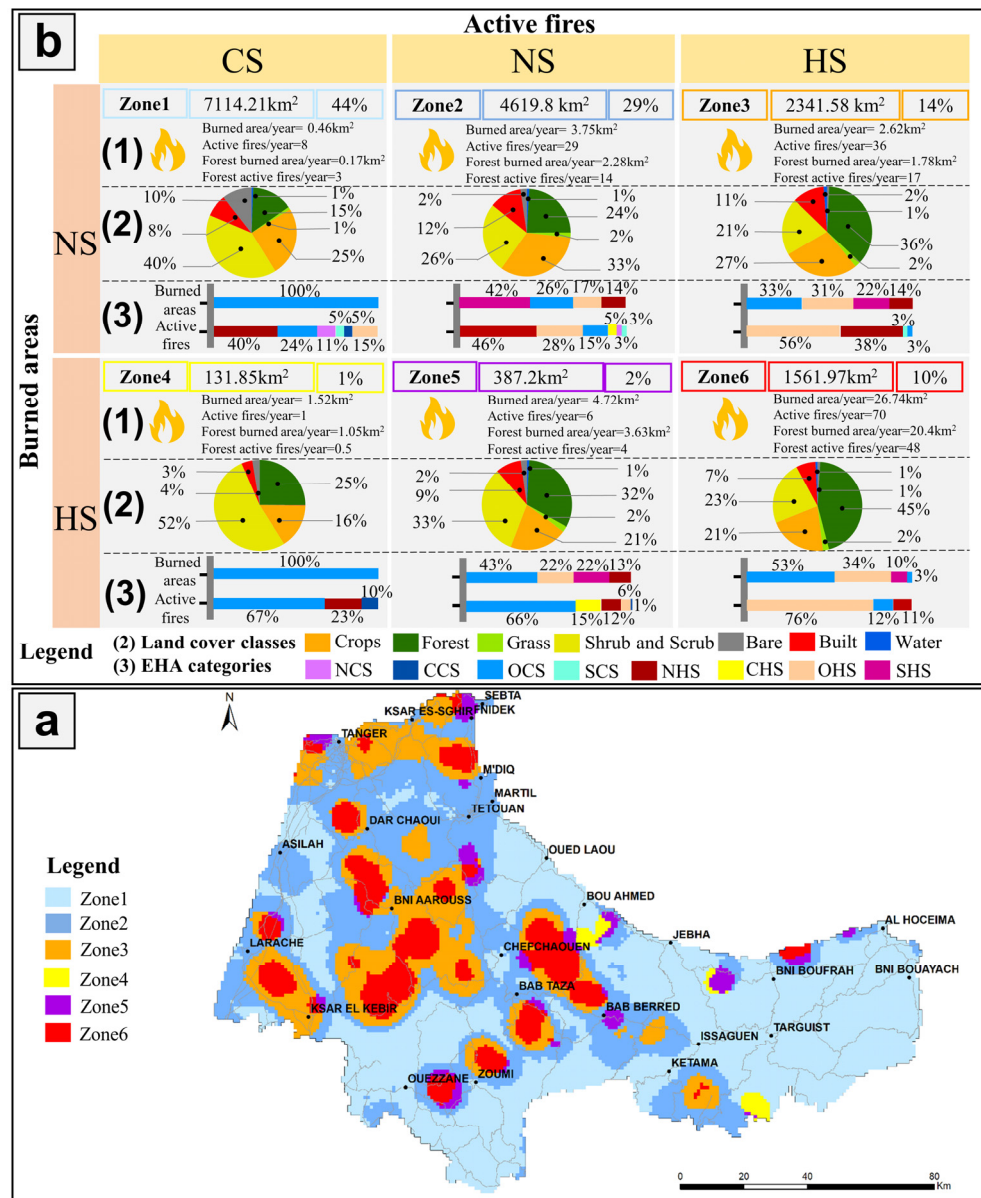 b
Active fires
CS
NS
HS
Burned areas
NS
Zone1 7114.21km² 44%
(1)
Burned area/year= 0.46km²
Active fires/year=8
Forest burned area/year=0.17km²
Forest active fires/year=3
Zone2 4619.8 km² 29%
Burned area/year= 3.75km²
Active fires/year=29
Forest burned area/year=2.28km²
Forest active fires/year=14
Zone3 2341.58 km² 14%
Burned area/year= 2.62km²
Active fires/year=36
Forest burned area/year=1.78km²
Forest active fires/year=17
(2)
10% 1%
15%
8% 1%
40% 25%
2% 1%
24%
12% 2%
26% 33%
11% 2%
1%
21% 36%
27% 2%
(3)
Burned areas
100%
Active fires
5% 5%
40% 24% 11% 15%
42% 26% 17% 14%
5% 3%
46% 28% 15% 3%
33% 31% 22% 14%
3%
56% 38% 3%
HS
Zone4 131.85km² 1%
(1)
Burned area/year= 1.52km²
Active fires/year=1
Forest burned area/year=1.05km²
Forest active fires/year=0.5
Zone5 387.2km² 2%
Burned area/year= 4.72km²
Active fires/year=6
Forest burned area/year=3.63km²
Forest active fires/year=4
Zone6 1561.97km² 10%
Burned area/year=26.74km²
Active fires/year=70
Forest burned area/year=20.4km²
Forest active fires/year=48
(2)
3% 25%
4%
52% 16%
2% 1%
9% 32%
33% 2%
21%
7% 1%
1%
23% 45%
21% 2%
(3)
Burned areas
100%
Active fires
10%
67% 23%
43% 22% 22% 13%
6%
66% 15% 12% 1%
53% 34% 10% 3%
76% 12% 11%
Legend
(2) Land cover classes Crops Forest Grass Shrub and Scrub Bare Built Water
(3) EHA categories NCS CCS OCS SCS NHS CHS OHS SHS
a
N
SEBTA
KSAR ES-SGHIR FNIDEK
TANGER
M'DIQ
MARTIL
TETOUAN
DAR CHAOUI
ASILAH
OUED LAOU
BNI AAROUSS
BOU AHMED
AL HOCEIMA
LARACHE
CHEFCHAOUEN
JEBHA
BNI BOUFRAH
BNI BOUAYACH
BAB TAZA
KSAR EL KEBIR
BAB BERRED
ISSAGUEN
TARGUIST
KETAMA
OUEZZANE
ZOUMI
Legend
Zone1
Zone2
Zone3
Zone4
Zone5
Zone6
0 20 40 80
Km